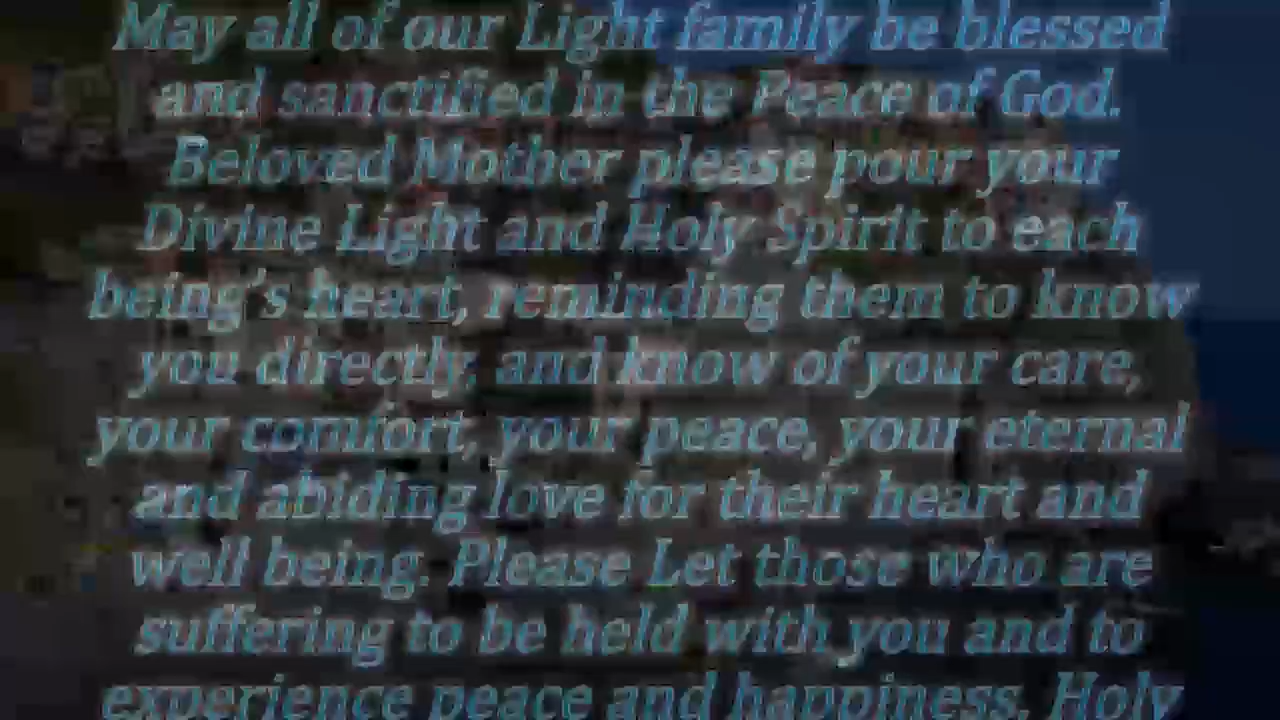 May all of our Light family be blessed
and sanctified in the Peace of God.
Beloved Mother please pour your
Divine Light and Holy Spirit to each
being's heart, reminding them to know
you directly, and know of your care,
your comfort, your peace, your eternal
and abiding love for their heart and
well being. Please Let those who are
suffering to be held with you and to
experience peace and happiness. Holy